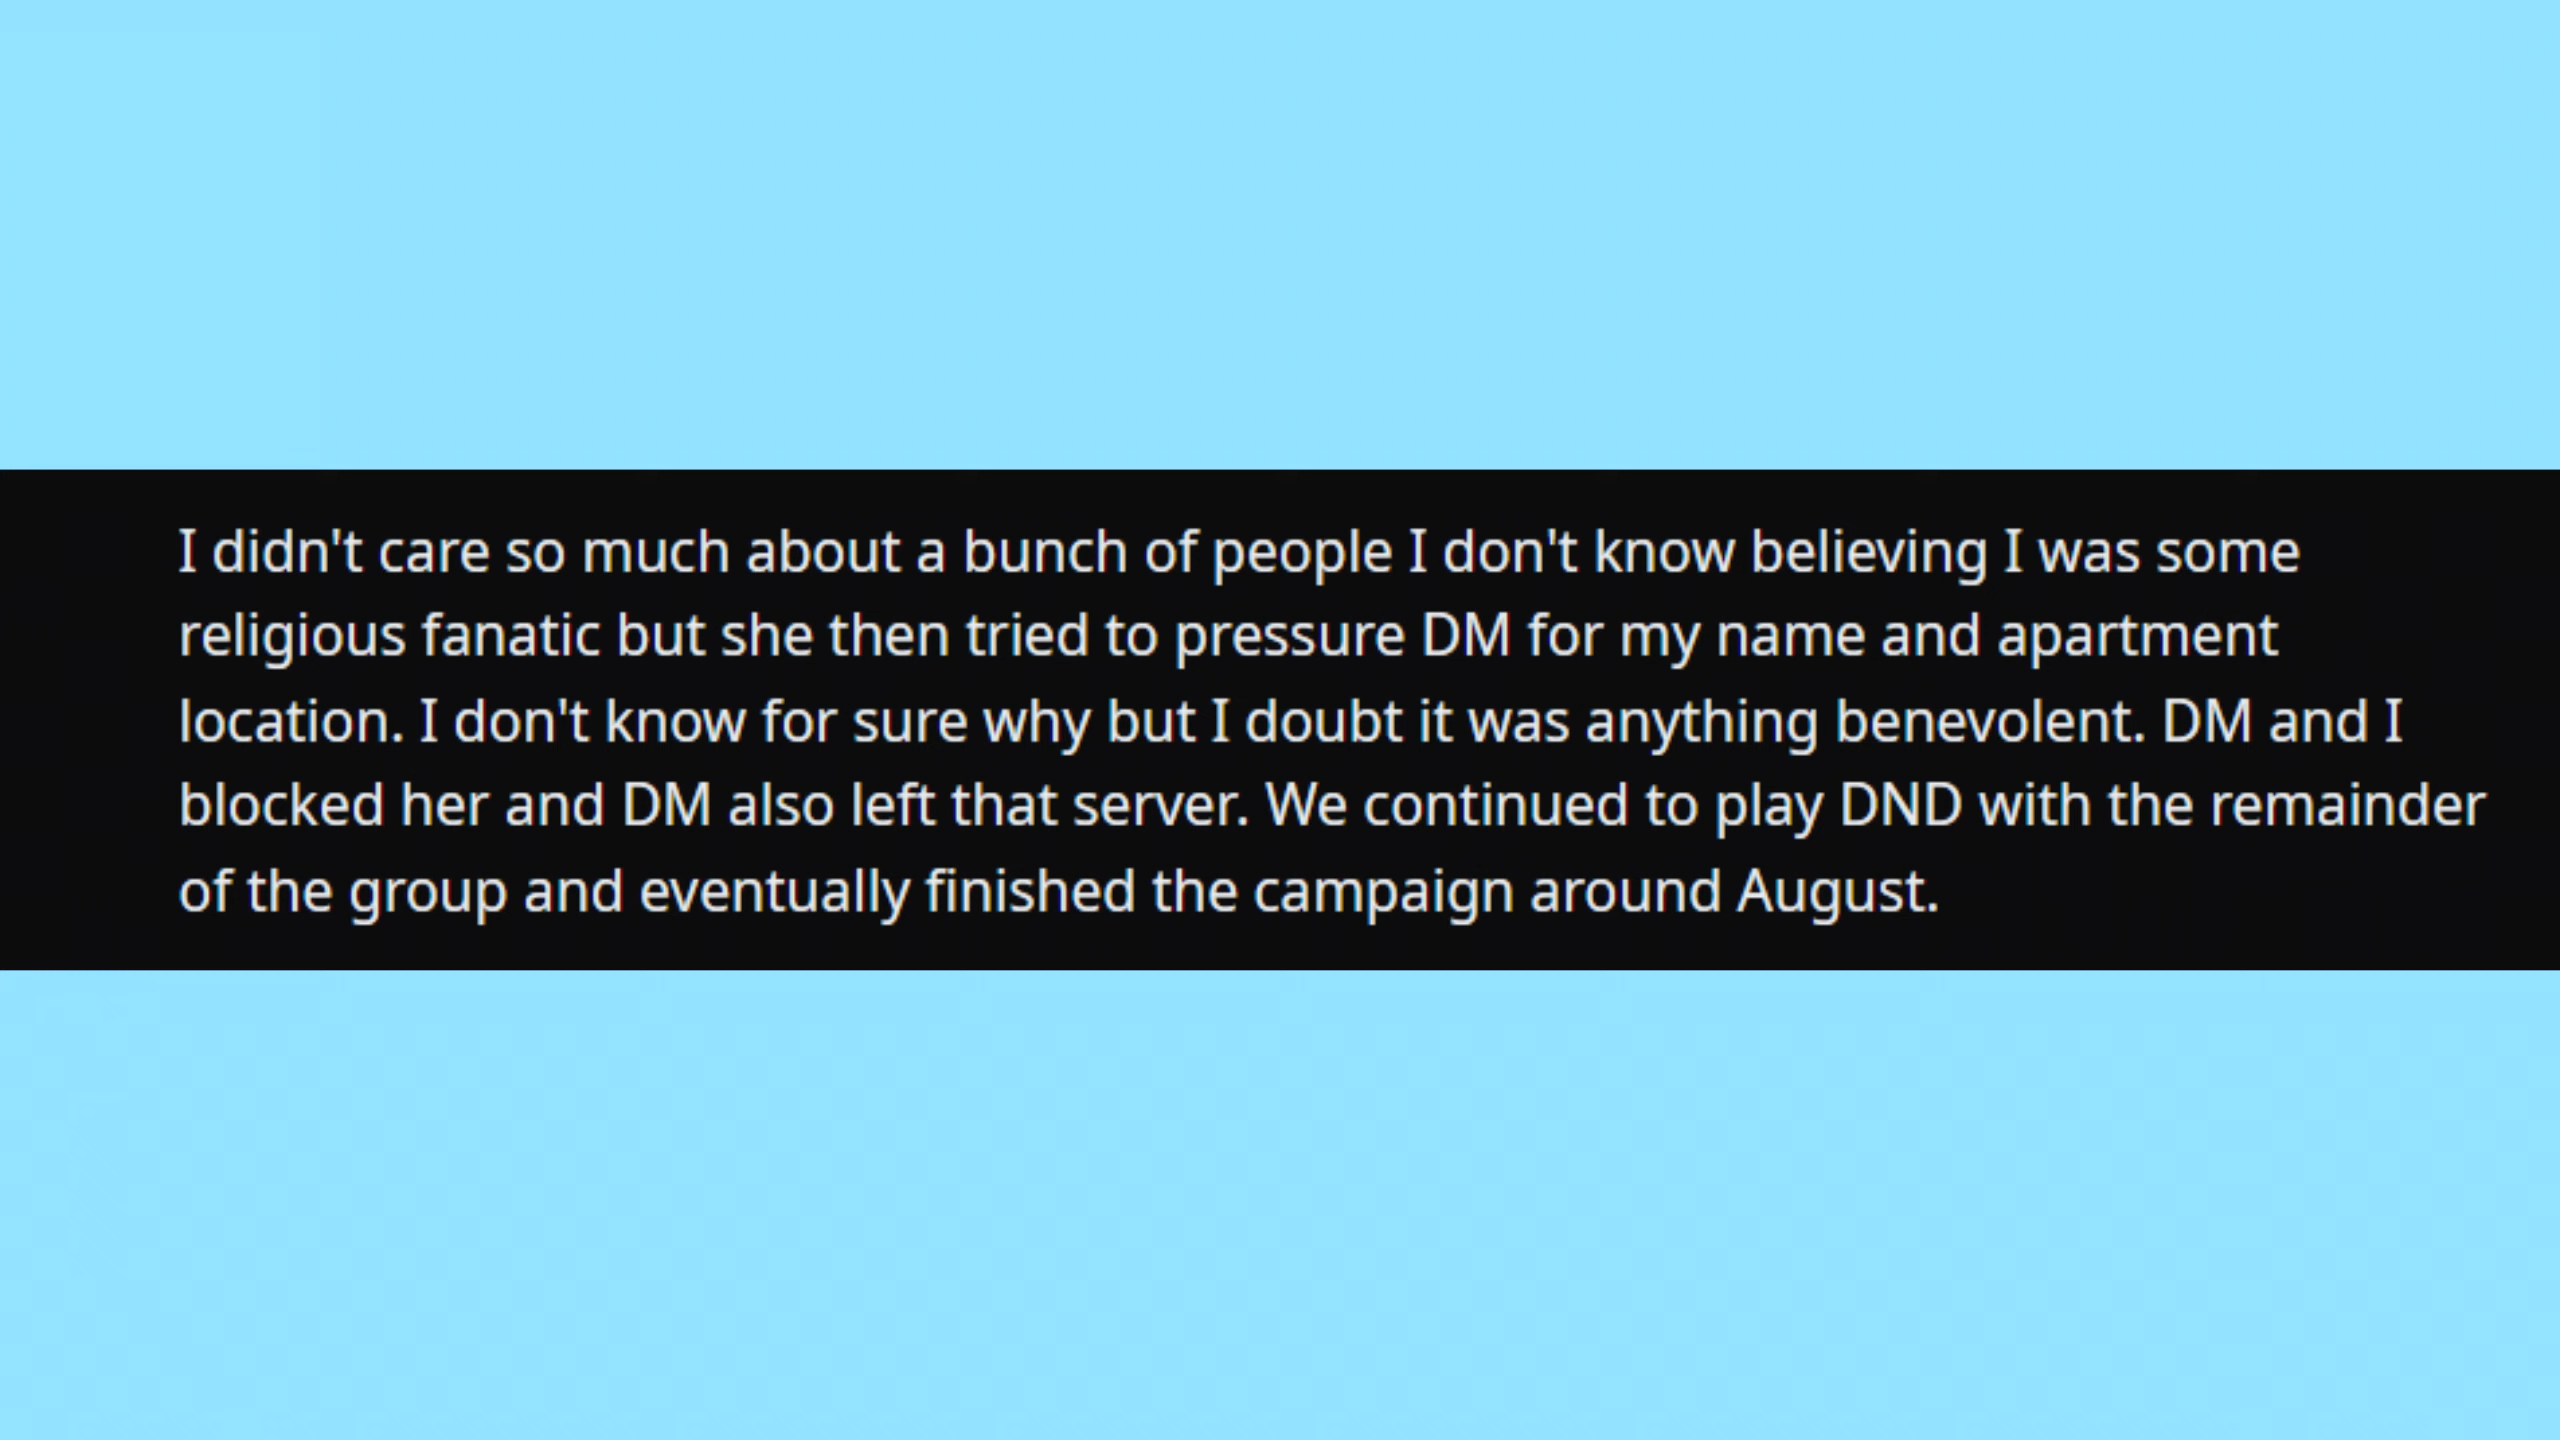 I didn't care so much about a bunch of people I don't know believing I was some
religious fanatic but she then tried to pressure DM for my name and apartment
location. I don't know for sure why but I doubt it was anything benevolent. DM and I
blocked her and DM also left that server. We continued to play DND with the remainder
of the group and eventually finished the campaign around August.